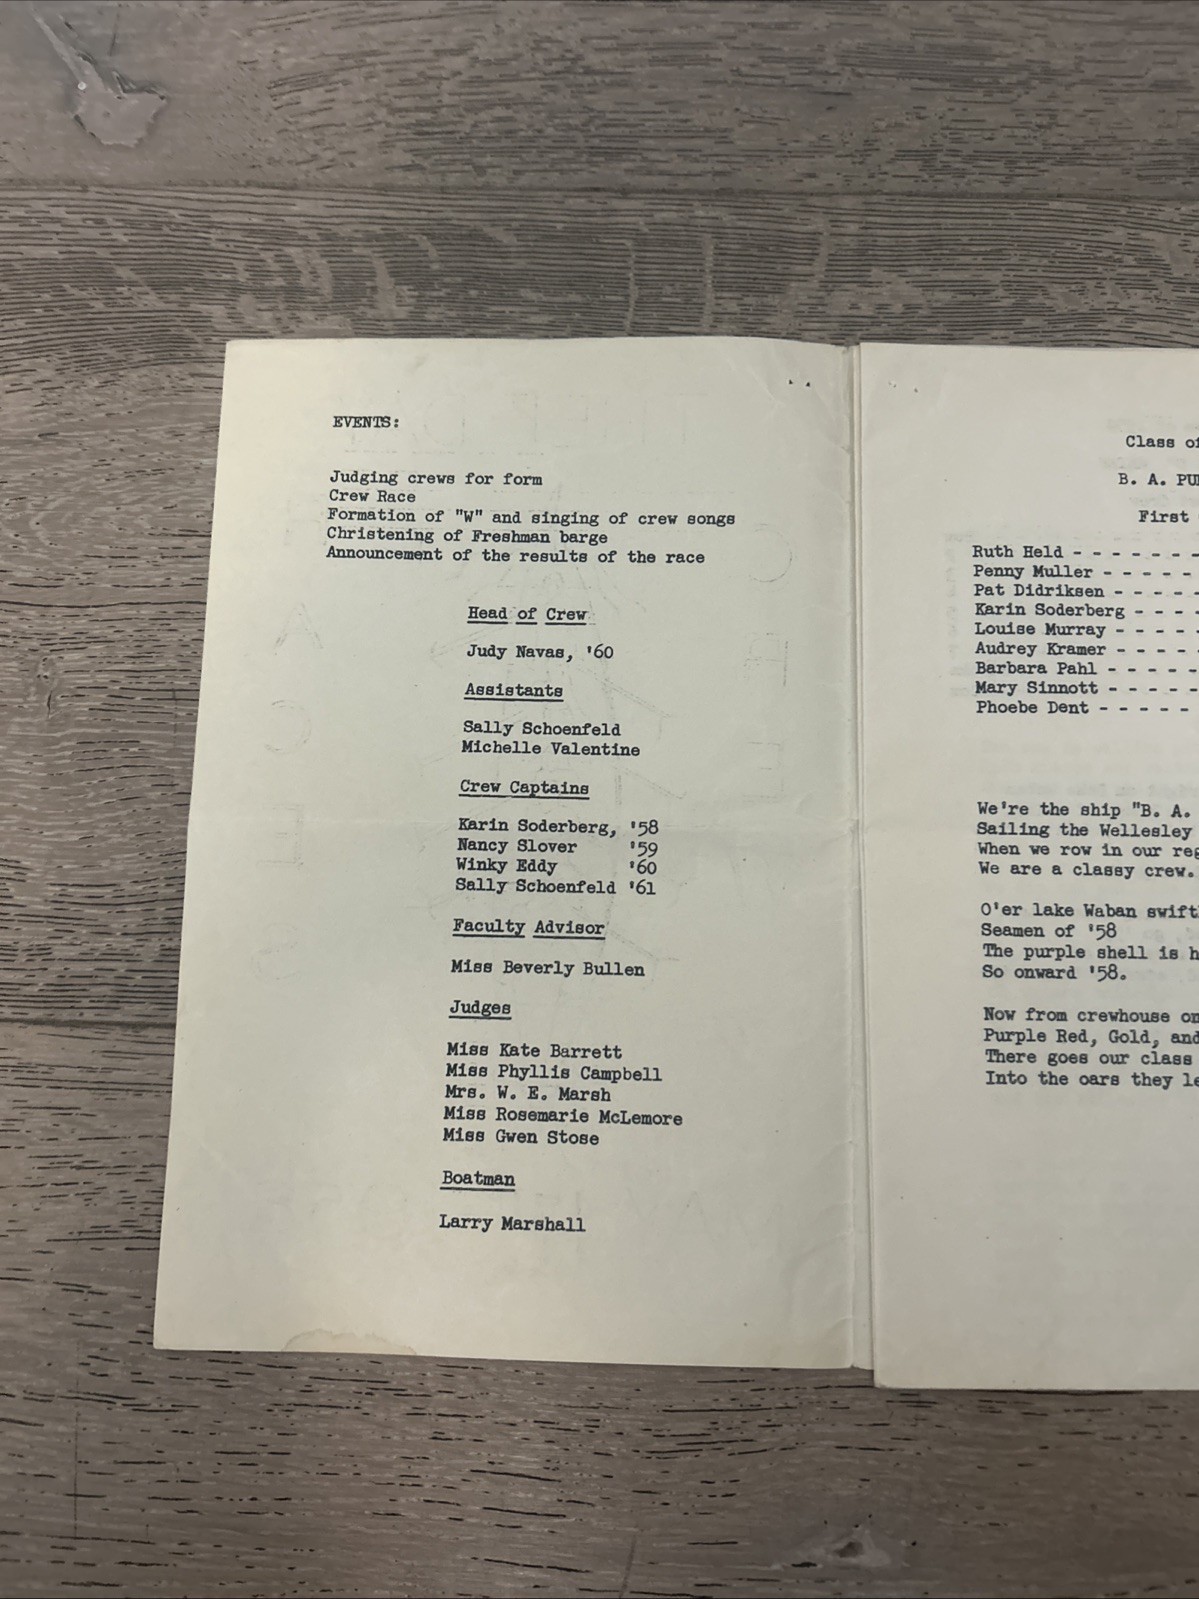 EVENTS:
Judging crews for form
Crew Race
Formation of "W" and singing of crew songs
Christening of Freshman barge
Announcement of the results of the race
Head of Crew
Judy Navas, '60
Assistants
Sally Schoenfeld
Michelle Valentine
Crew Captains
Karin Soderberg, '58
Nancy Slover '59
Winky Eddy '60
Sally Schoenfeld '61
Faculty Advisor
Miss Beverly Bullen
Judges
Miss Kate Barrett
Miss Phyllis Campbell
Mrs. W. E. Marsh
Miss Rosemarie McLemore
Miss Gwen Stose
Boatman
Larry Marshall
Class
B. A.
First
Ruth Held - - - - - - -
Penny Muller - - - - -
Pat Didriksen - - - - -
Karin Soderberg - - - -
Louise Murray - - - - -
Audrey Kramer - - - - -
Barbara Pahl - - - - -
Mary Sinnott - - - - -
Phoebe Dent - - - - -
We're the ship "B. A.
Sailing the Wellesley
When we row in our
We are a classy crew.
O'er lake Waban
Seamen of '58
The purple shell is
So onward '58.
Now from crewhouse
Purple Red, Gold, and
There goes our class
Into the oars they